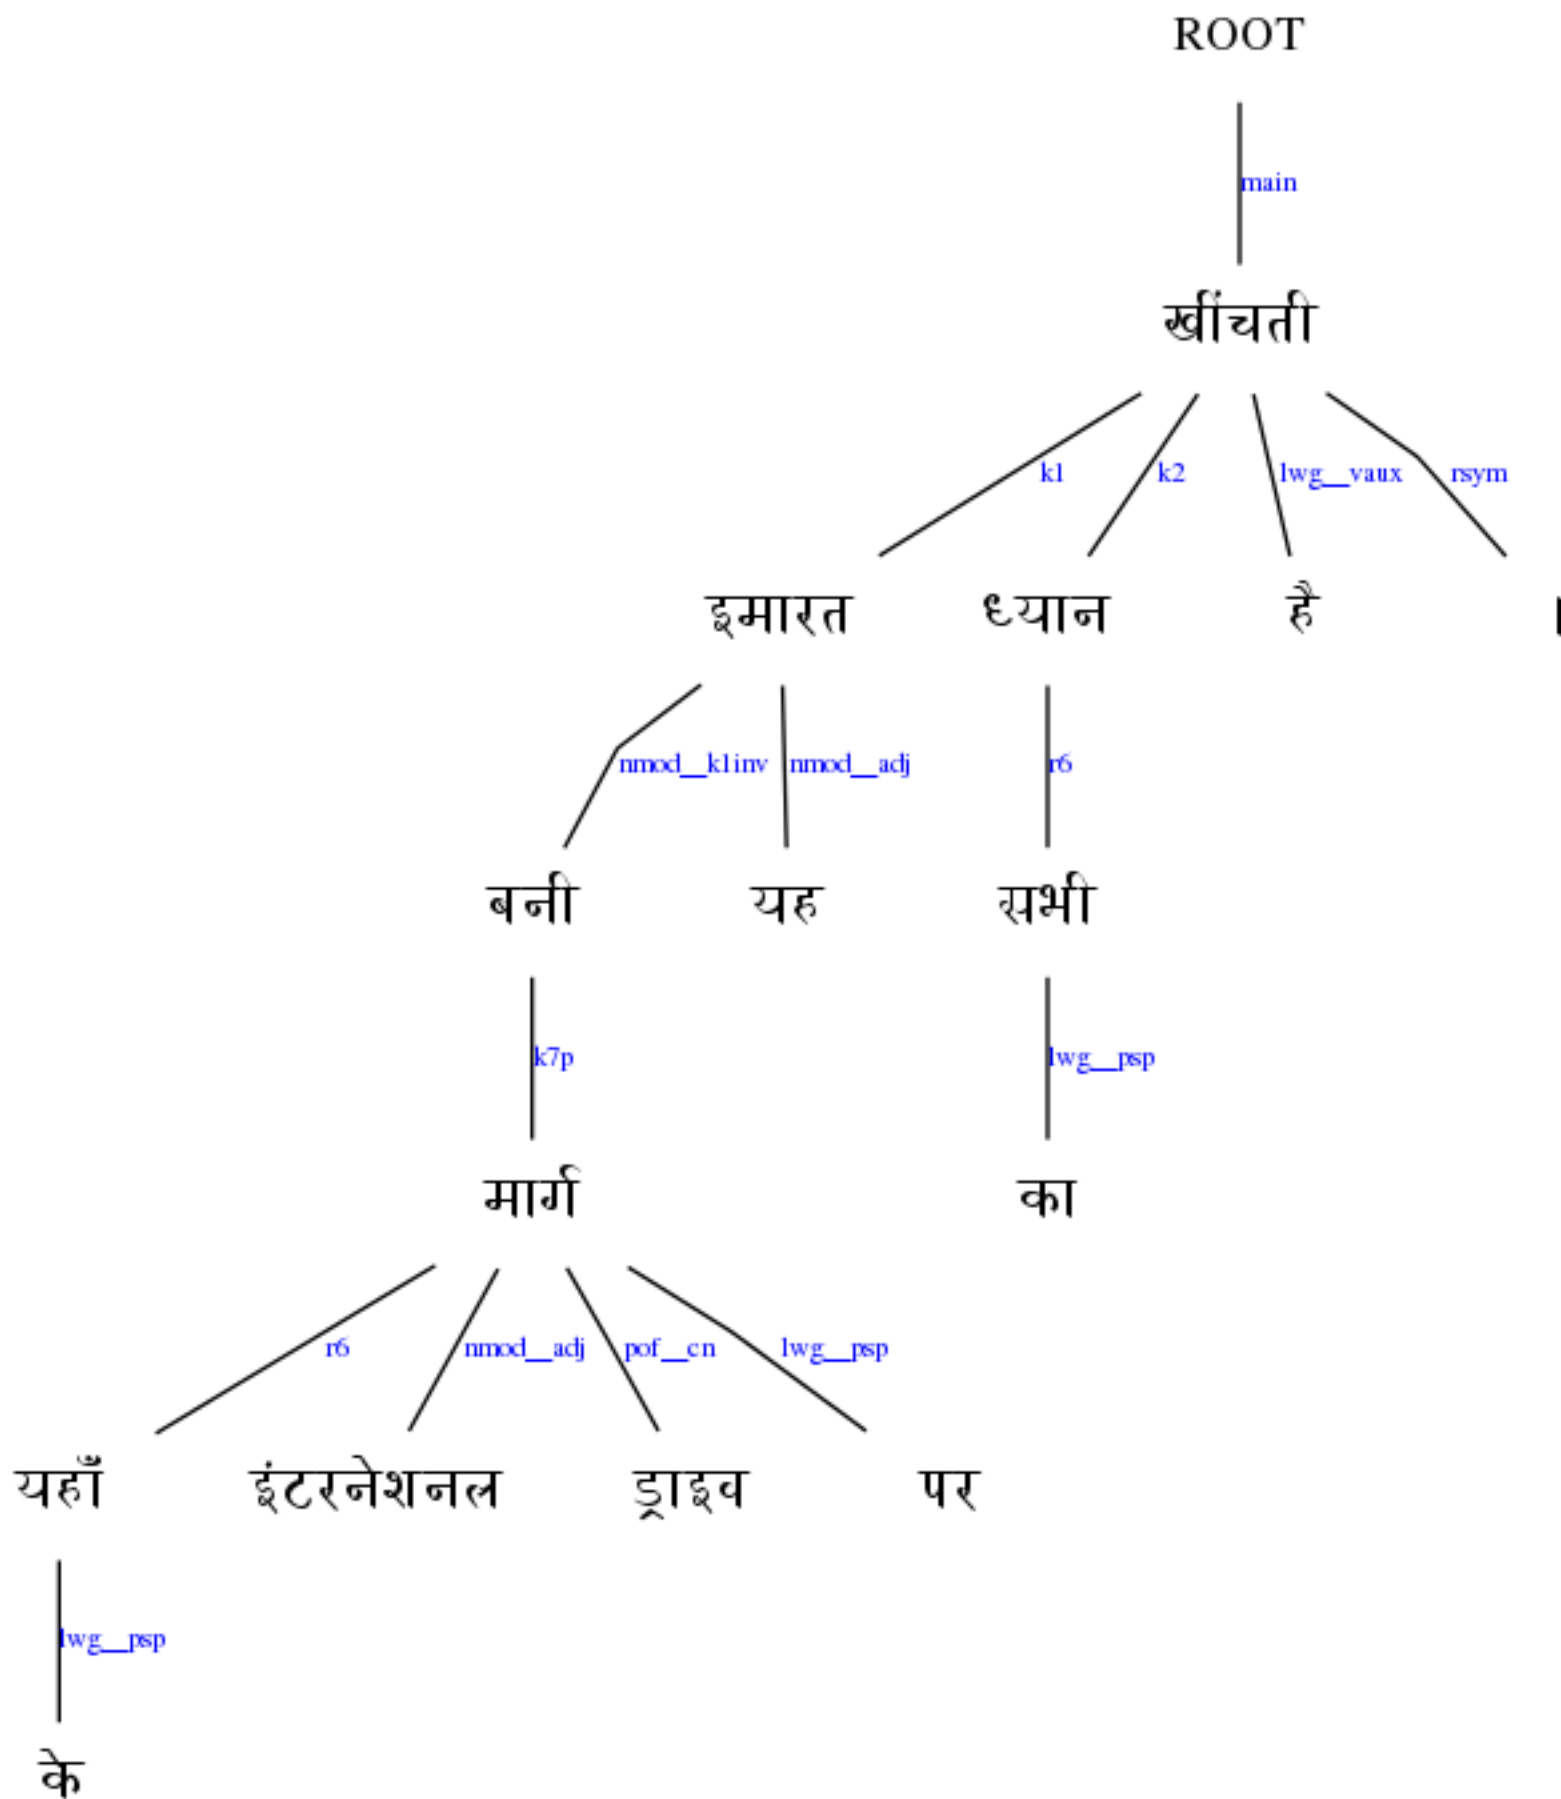 ROOT
main
खींचती
k1 k2 lwg__vaux rsym
इमारत ध्यान है ।
nmod__k1inv nmod__adj r6
बनी यह सभी
k7p lwg__psp
मार्ग का
r6 nmod__adj pof__cn lwg__psp
यहाँ इंटरनेशनल ड्राइव पर
lwg__psp
के